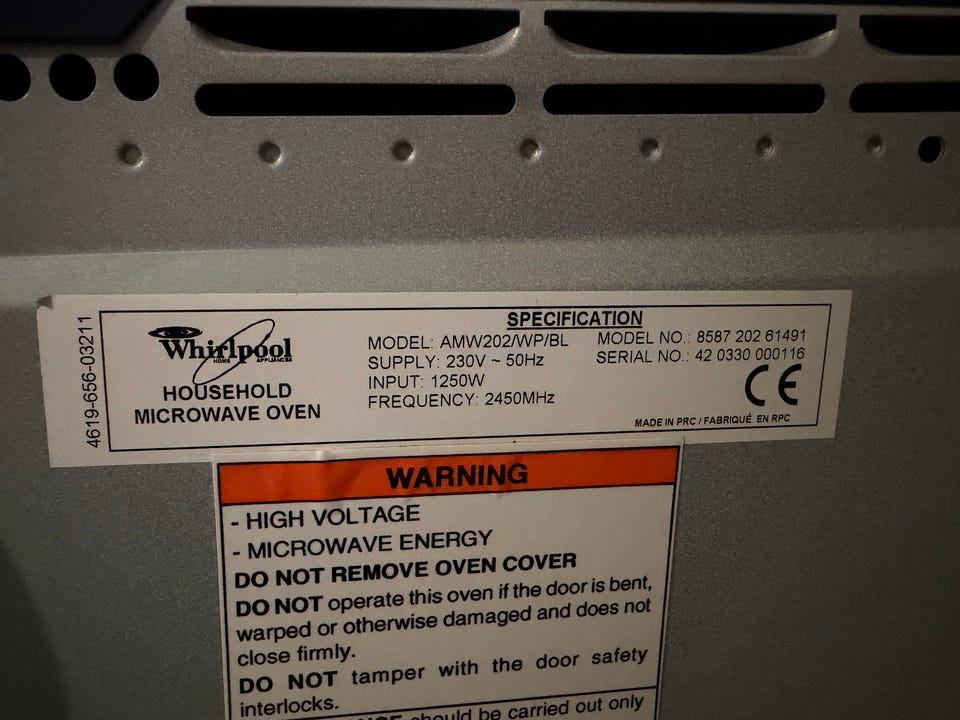 4619-656-03211
Whirlpool
HOME APPLIANCES
HOUSEHOLD
MICROWAVE OVEN
SPECIFICATION
MODEL: AMW202/WP/BL
SUPPLY: 230V ~ 50Hz
INPUT: 1250W
FREQUENCY: 2450MHz
MODEL NO.: 8587 202 61491
SERIAL NO.: 42 0330 000116
CE
MADE IN PRC / FABRIQUÉ EN RPC
WARNING
- HIGH VOLTAGE
- MICROWAVE ENERGY
DO NOT REMOVE OVEN COVER
DO NOT operate this oven if the door is bent,
warped or otherwise damaged and does not
close firmly.
DO NOT tamper with the door safety
interlocks.
should be carried out only